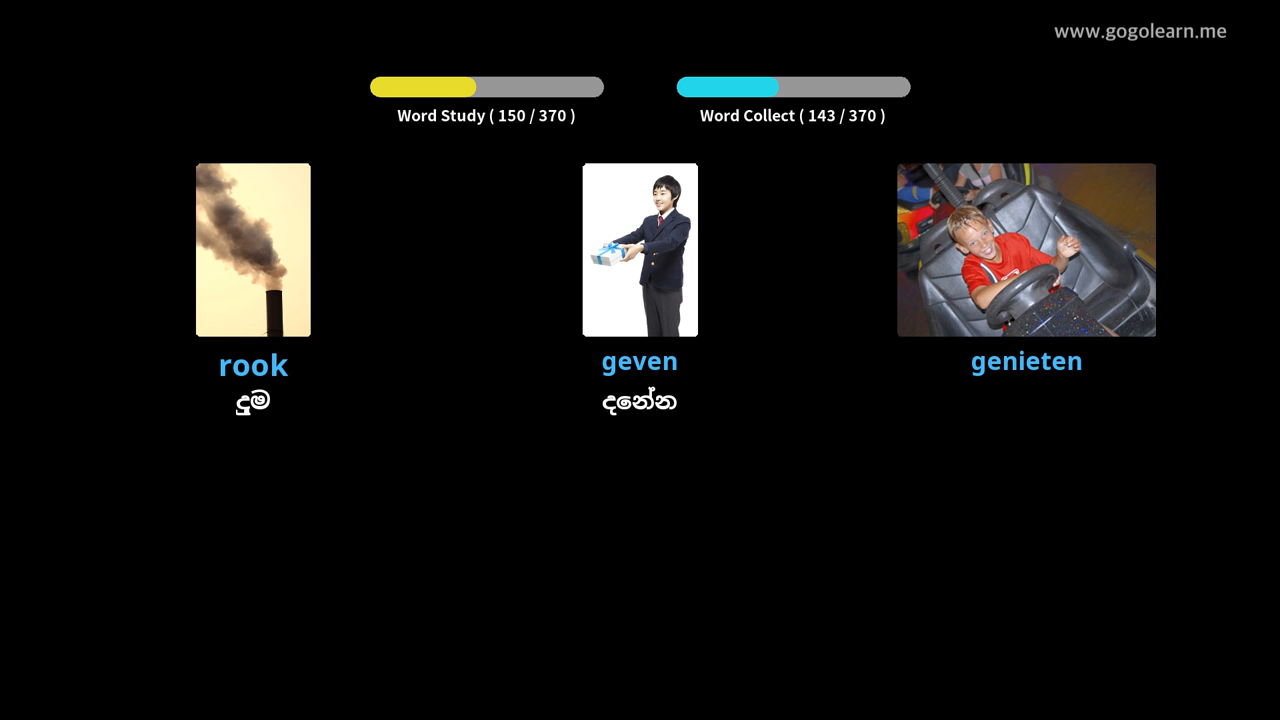 www.gogolearn.me
Word Study ( 150 / 370 )
Word Collect ( 143 / 370 )
rook
geven
genieten
දුම
දෙන්න